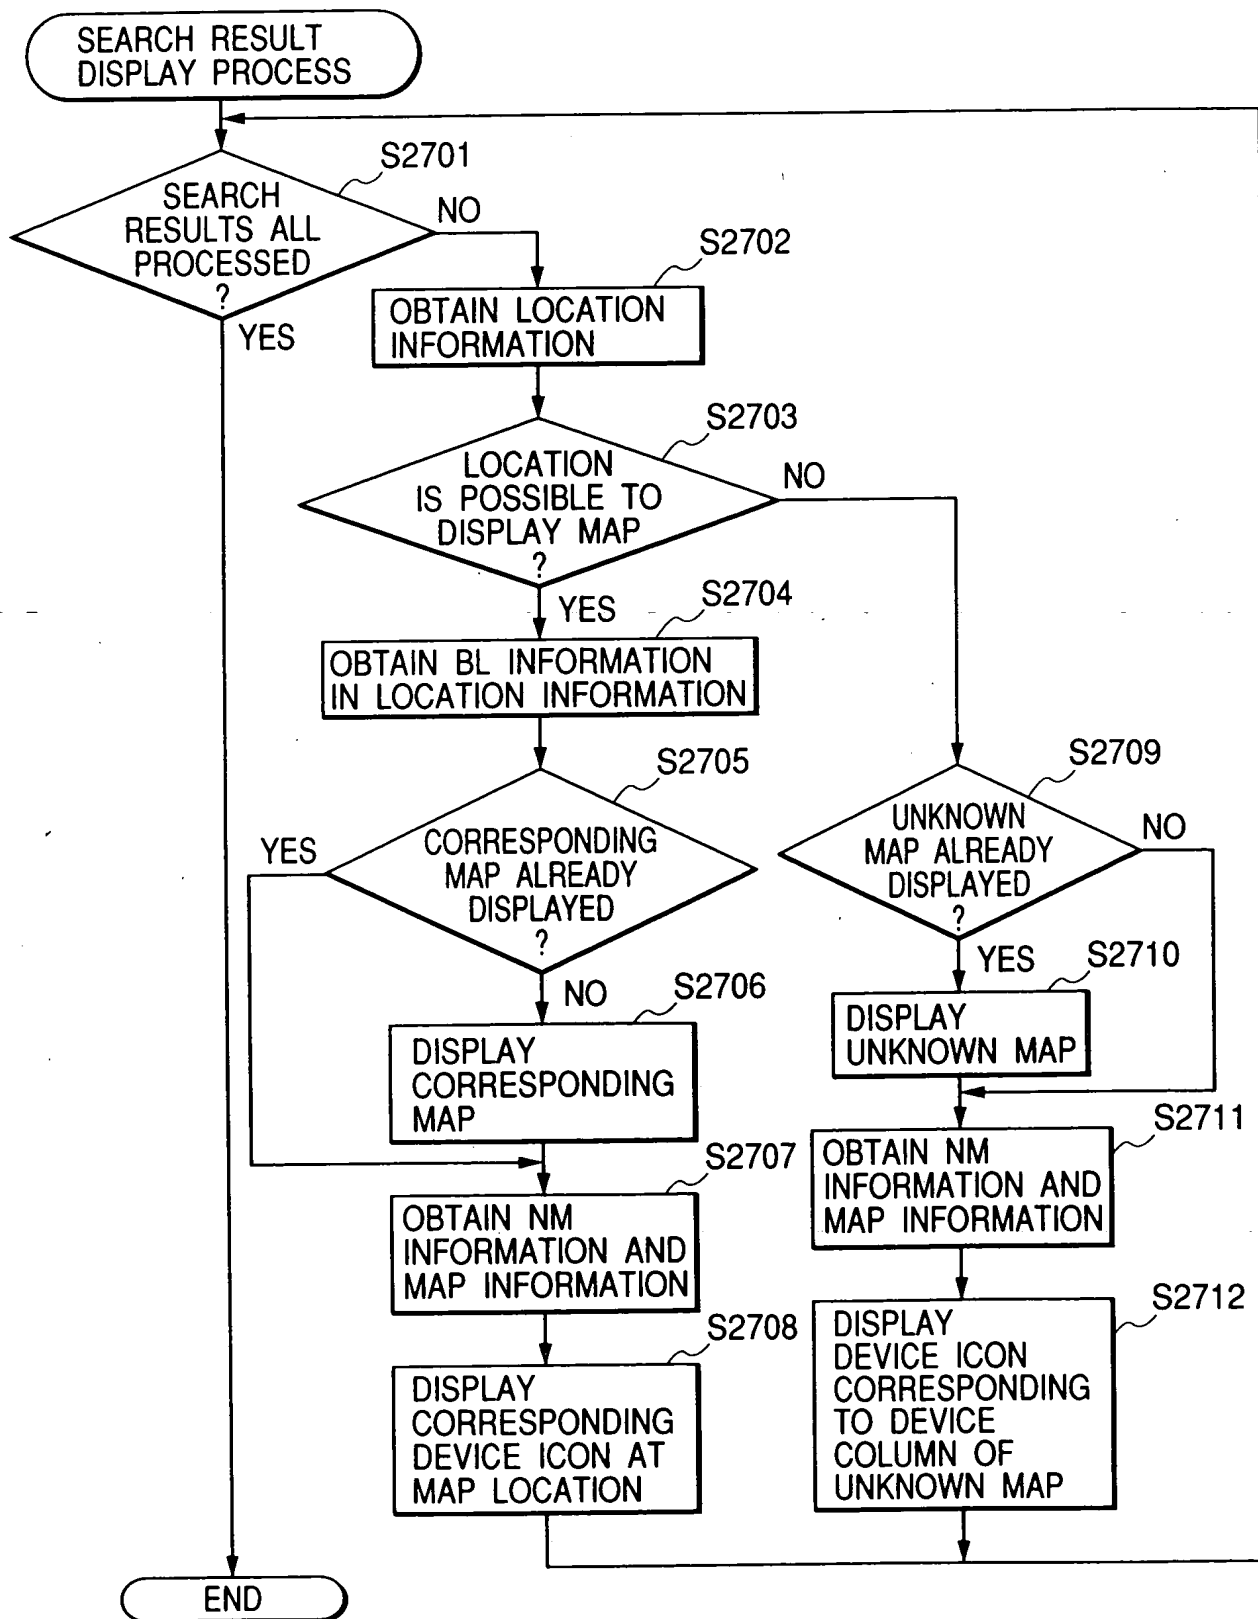 SEARCH RESULT
DISPLAY PROCESS
S2701
SEARCH
RESULTS ALL
PROCESSED
?
NO
YES
S2702
OBTAIN LOCATION
INFORMATION
S2703
LOCATION
IS POSSIBLE TO
DISPLAY MAP
?
NO
YES
S2704
OBTAIN BL INFORMATION
IN LOCATION INFORMATION
S2705
CORRESPONDING
MAP ALREADY
DISPLAYED
?
YES
NO
S2706
DISPLAY
CORRESPONDING
MAP
S2707
OBTAIN NM
INFORMATION AND
MAP INFORMATION
S2708
DISPLAY
CORRESPONDING
DEVICE ICON AT
MAP LOCATION
S2709
UNKNOWN
MAP ALREADY
DISPLAYED
?
NO
YES
S2710
DISPLAY
UNKNOWN MAP
S2711
OBTAIN NM
INFORMATION AND
MAP INFORMATION
S2712
DISPLAY
DEVICE ICON
CORRESPONDING
TO DEVICE
COLUMN OF
UNKNOWN MAP
END